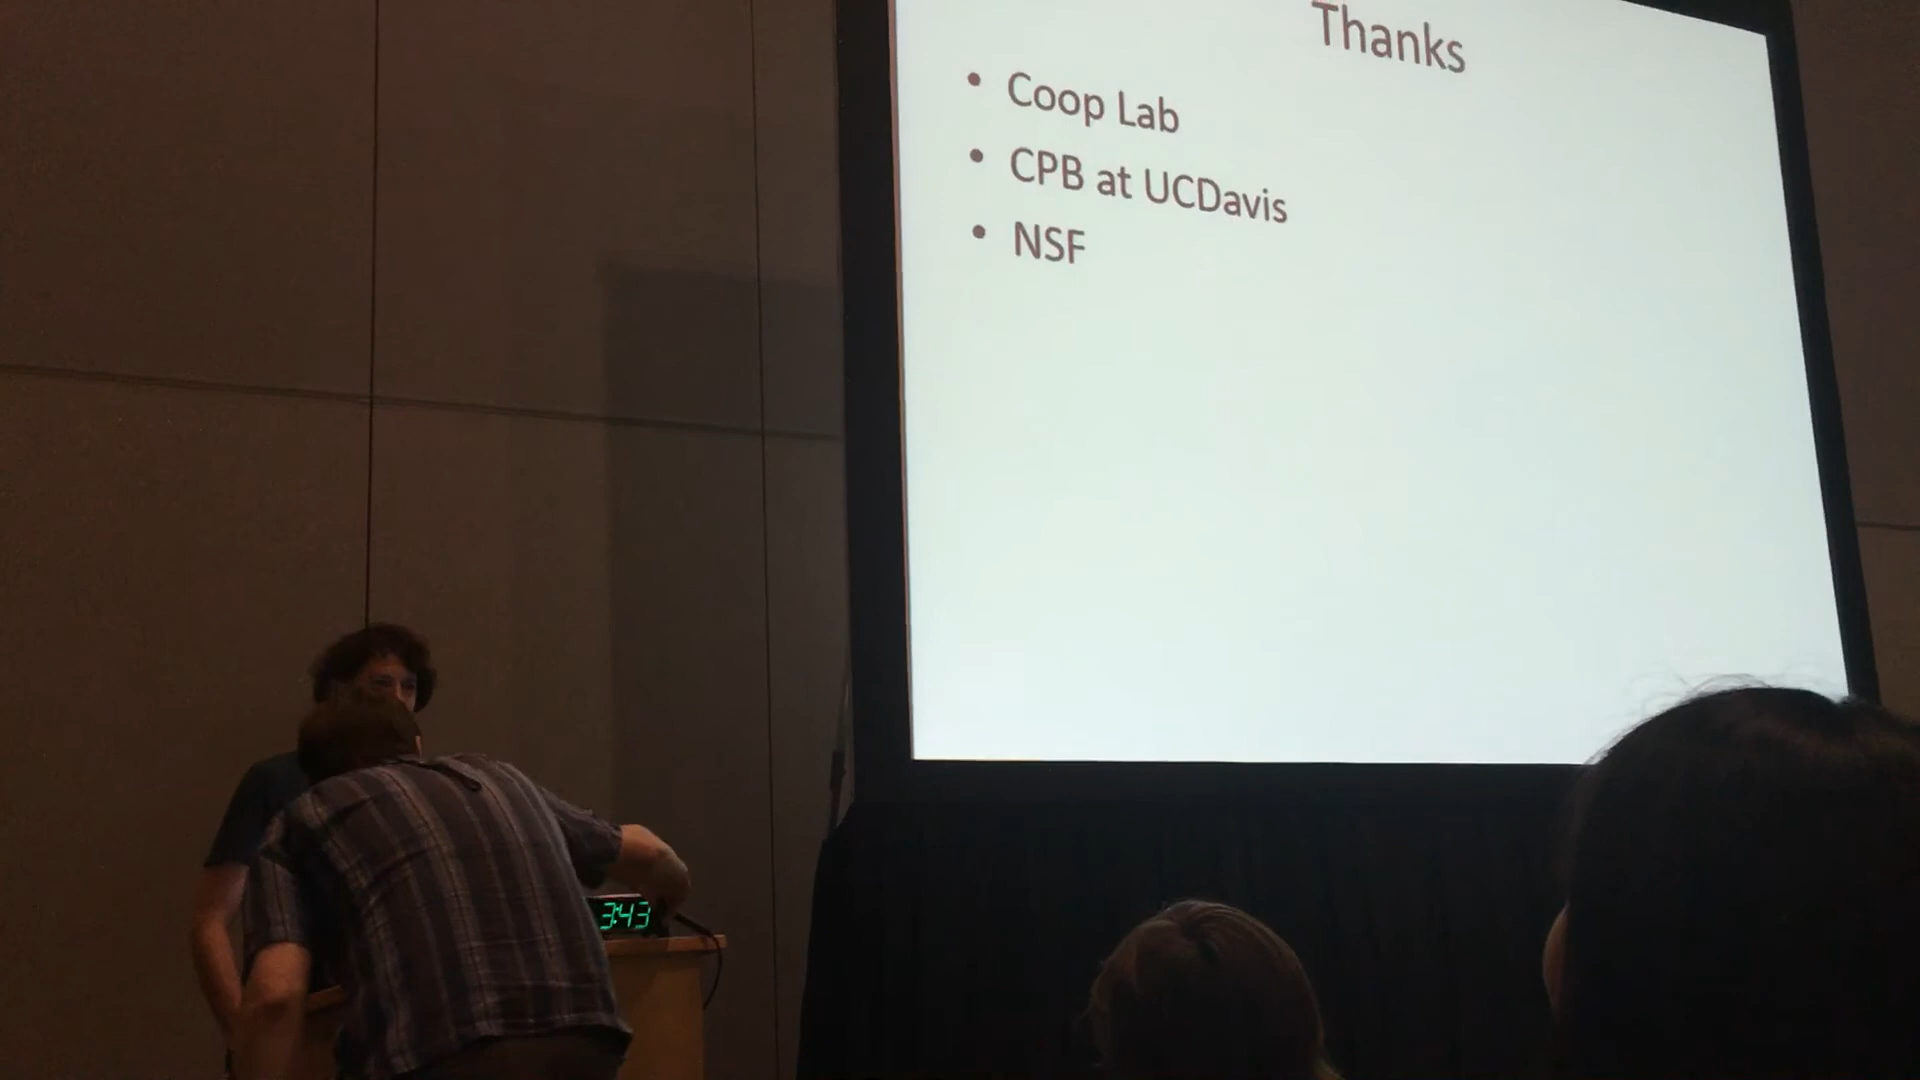 Thanks
• Coop Lab
• CPB at UCDavis
• NSF
3:43